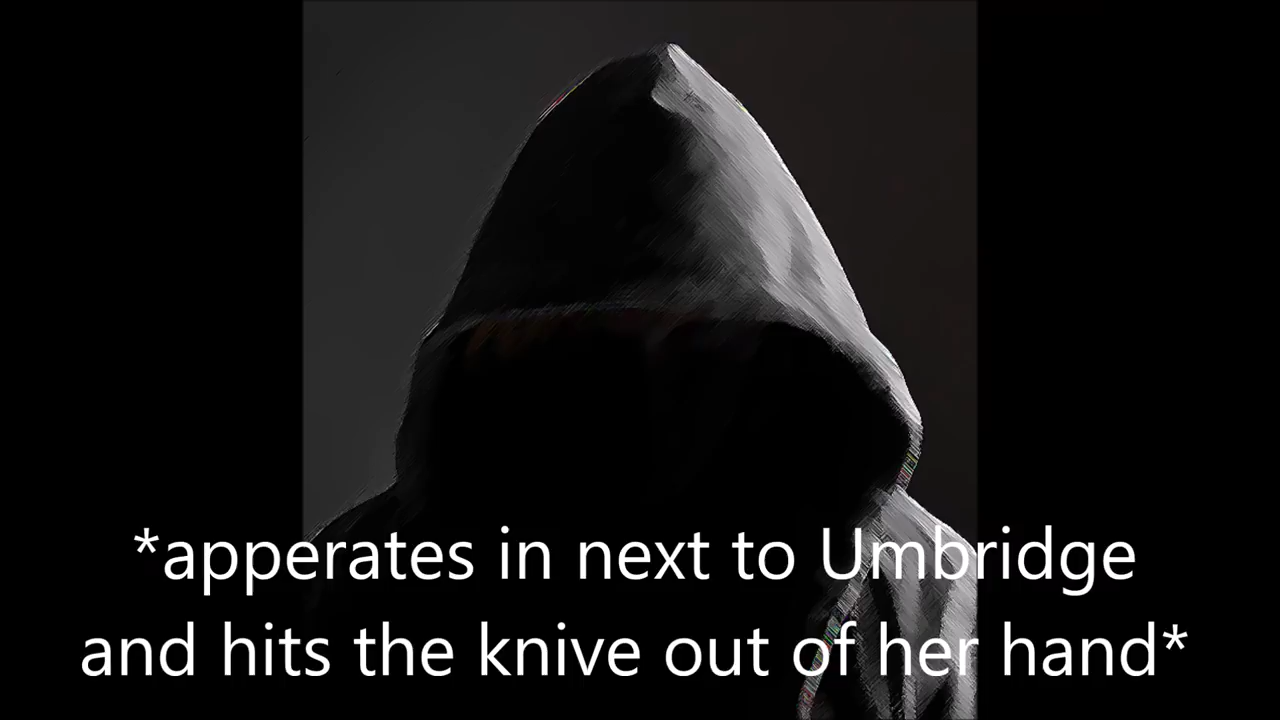 *apperates in next to Umbridge
and hits the knive out of her hand*